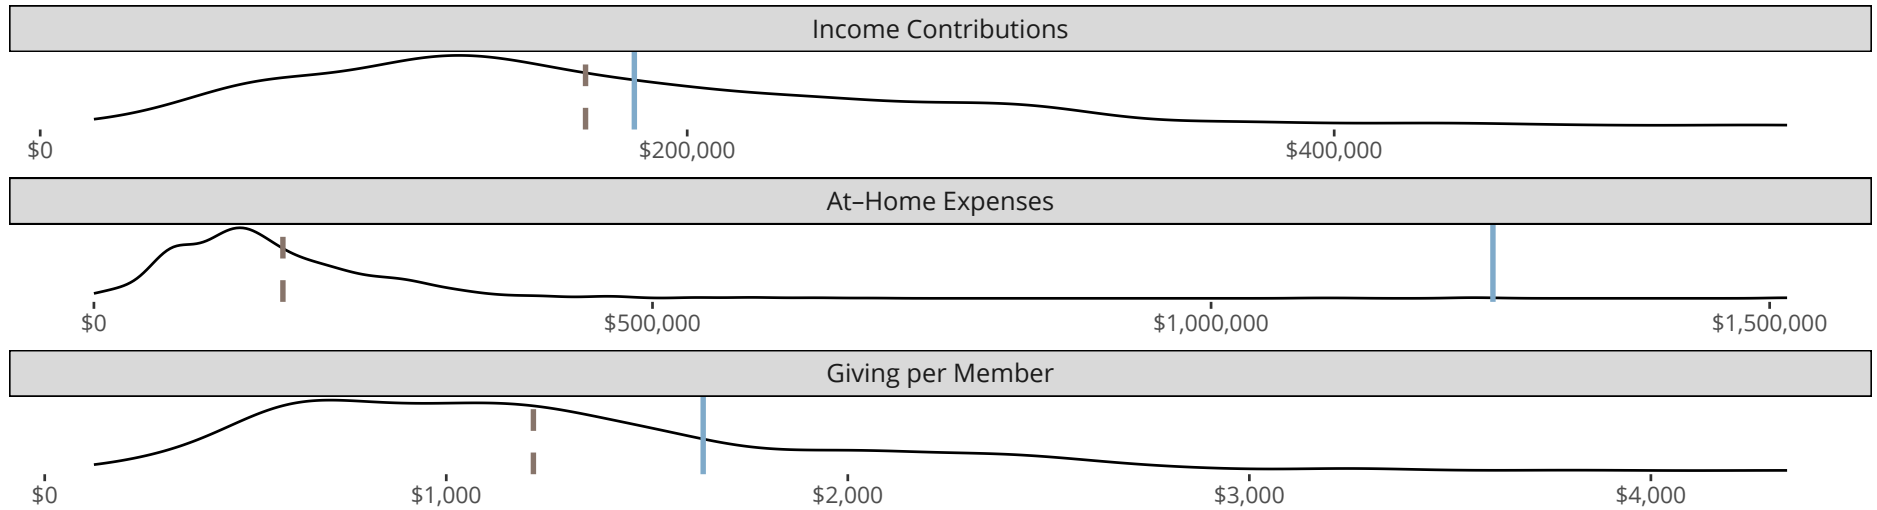 Income Contributions
$0 $200,000 $400,000
At–Home Expenses
$0 $500,000 $1,000,000 $1,500,000
Giving per Member
$0 $1,000 $2,000 $3,000 $4,000